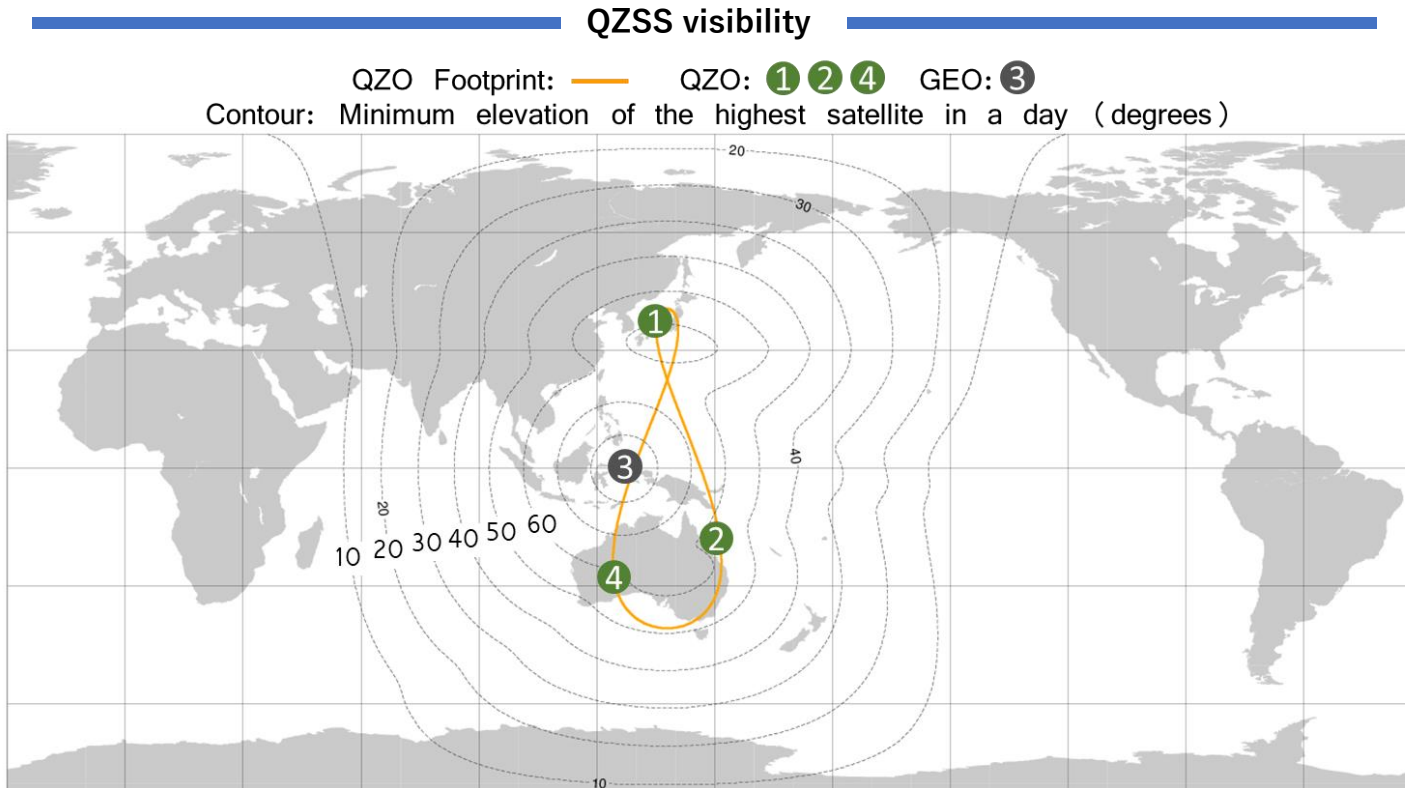 QZSS visibility
QZO Footprint: QZO: 1 2 4 GEO: 3
Contour: Minimum elevation of the highest satellite in a day (degrees)
20
30
1
3
40
20
2
10 20 30 40 50 60
4
10